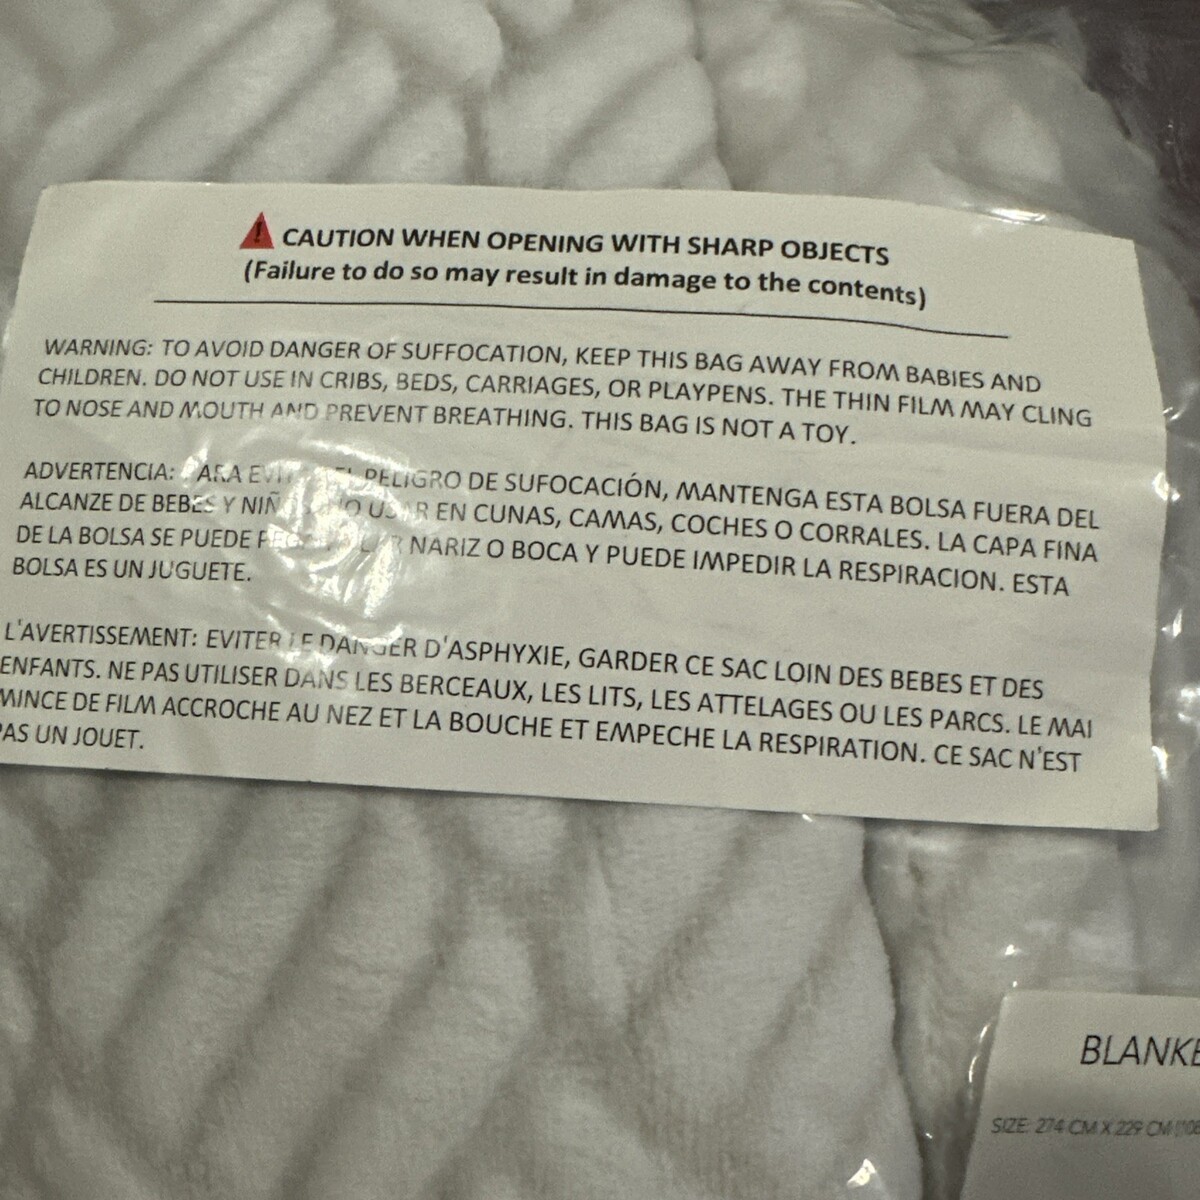 CAUTION WHEN OPENING WITH SHARP OBJECTS
(Failure to do so may result in damage to the contents)
WARNING: TO AVOID DANGER OF SUFFOCATION, KEEP THIS BAG AWAY FROM BABIES AND
CHILDREN. DO NOT USE IN CRIBS, BEDS, CARRIAGES, OR PLAYPENS. THE THIN FILM MAY CLING
TO NOSE AND MOUTH AND PREVENT BREATHING. THIS BAG IS NOT A TOY.
ADVERTENCIA: PARA EL PELIGRO DE SUFOCACIÓN, MANTENGA ESTA BOLSA FUERA DEL
ALCANZE DE BEBES Y USAR EN CUNAS, CAMAS, COCHES O CORRALES. LA CAPA FINA
DE LA BOLSA SE PUEDE NARIZ O BOCA Y PUEDE IMPEDIR LA RESPIRACION. ESTA
BOLSA ES UN JUGUETE.
L'AVERTISSEMENT: EVITER LE DANGER D'ASPHYXIE, GARDER CE SAC LOIN DES BEBES ET DES
ENFANTS. NE PAS UTILISER DANS LES BERCEAUX, LES LITS, LES ATTELAGES OU LES PARCS. LE MAI
MINCE DE FILM ACCROCHE AU NEZ ET LA BOUCHE ET EMPECHE LA RESPIRATION. CE SAC N'EST
PAS UN JOUET.
BLANKE
SIZE: 274 CM X 229 CM